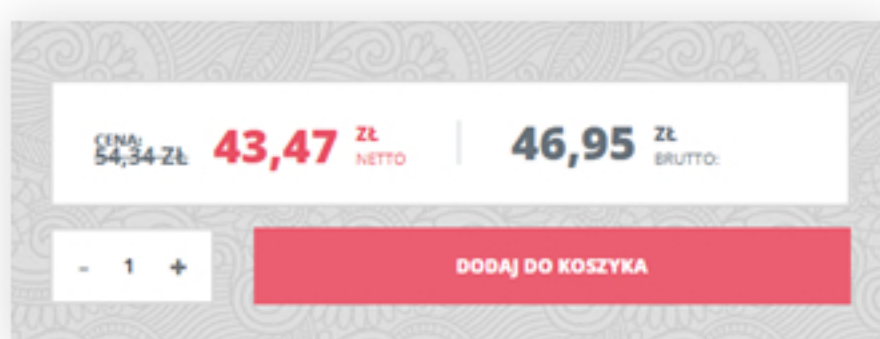 CENA:
54,34 ZŁ
43,47 ZŁ NETTO
46,95 ZŁ BRUTTO:
- 1 +
DODAJ DO KOSZYKA